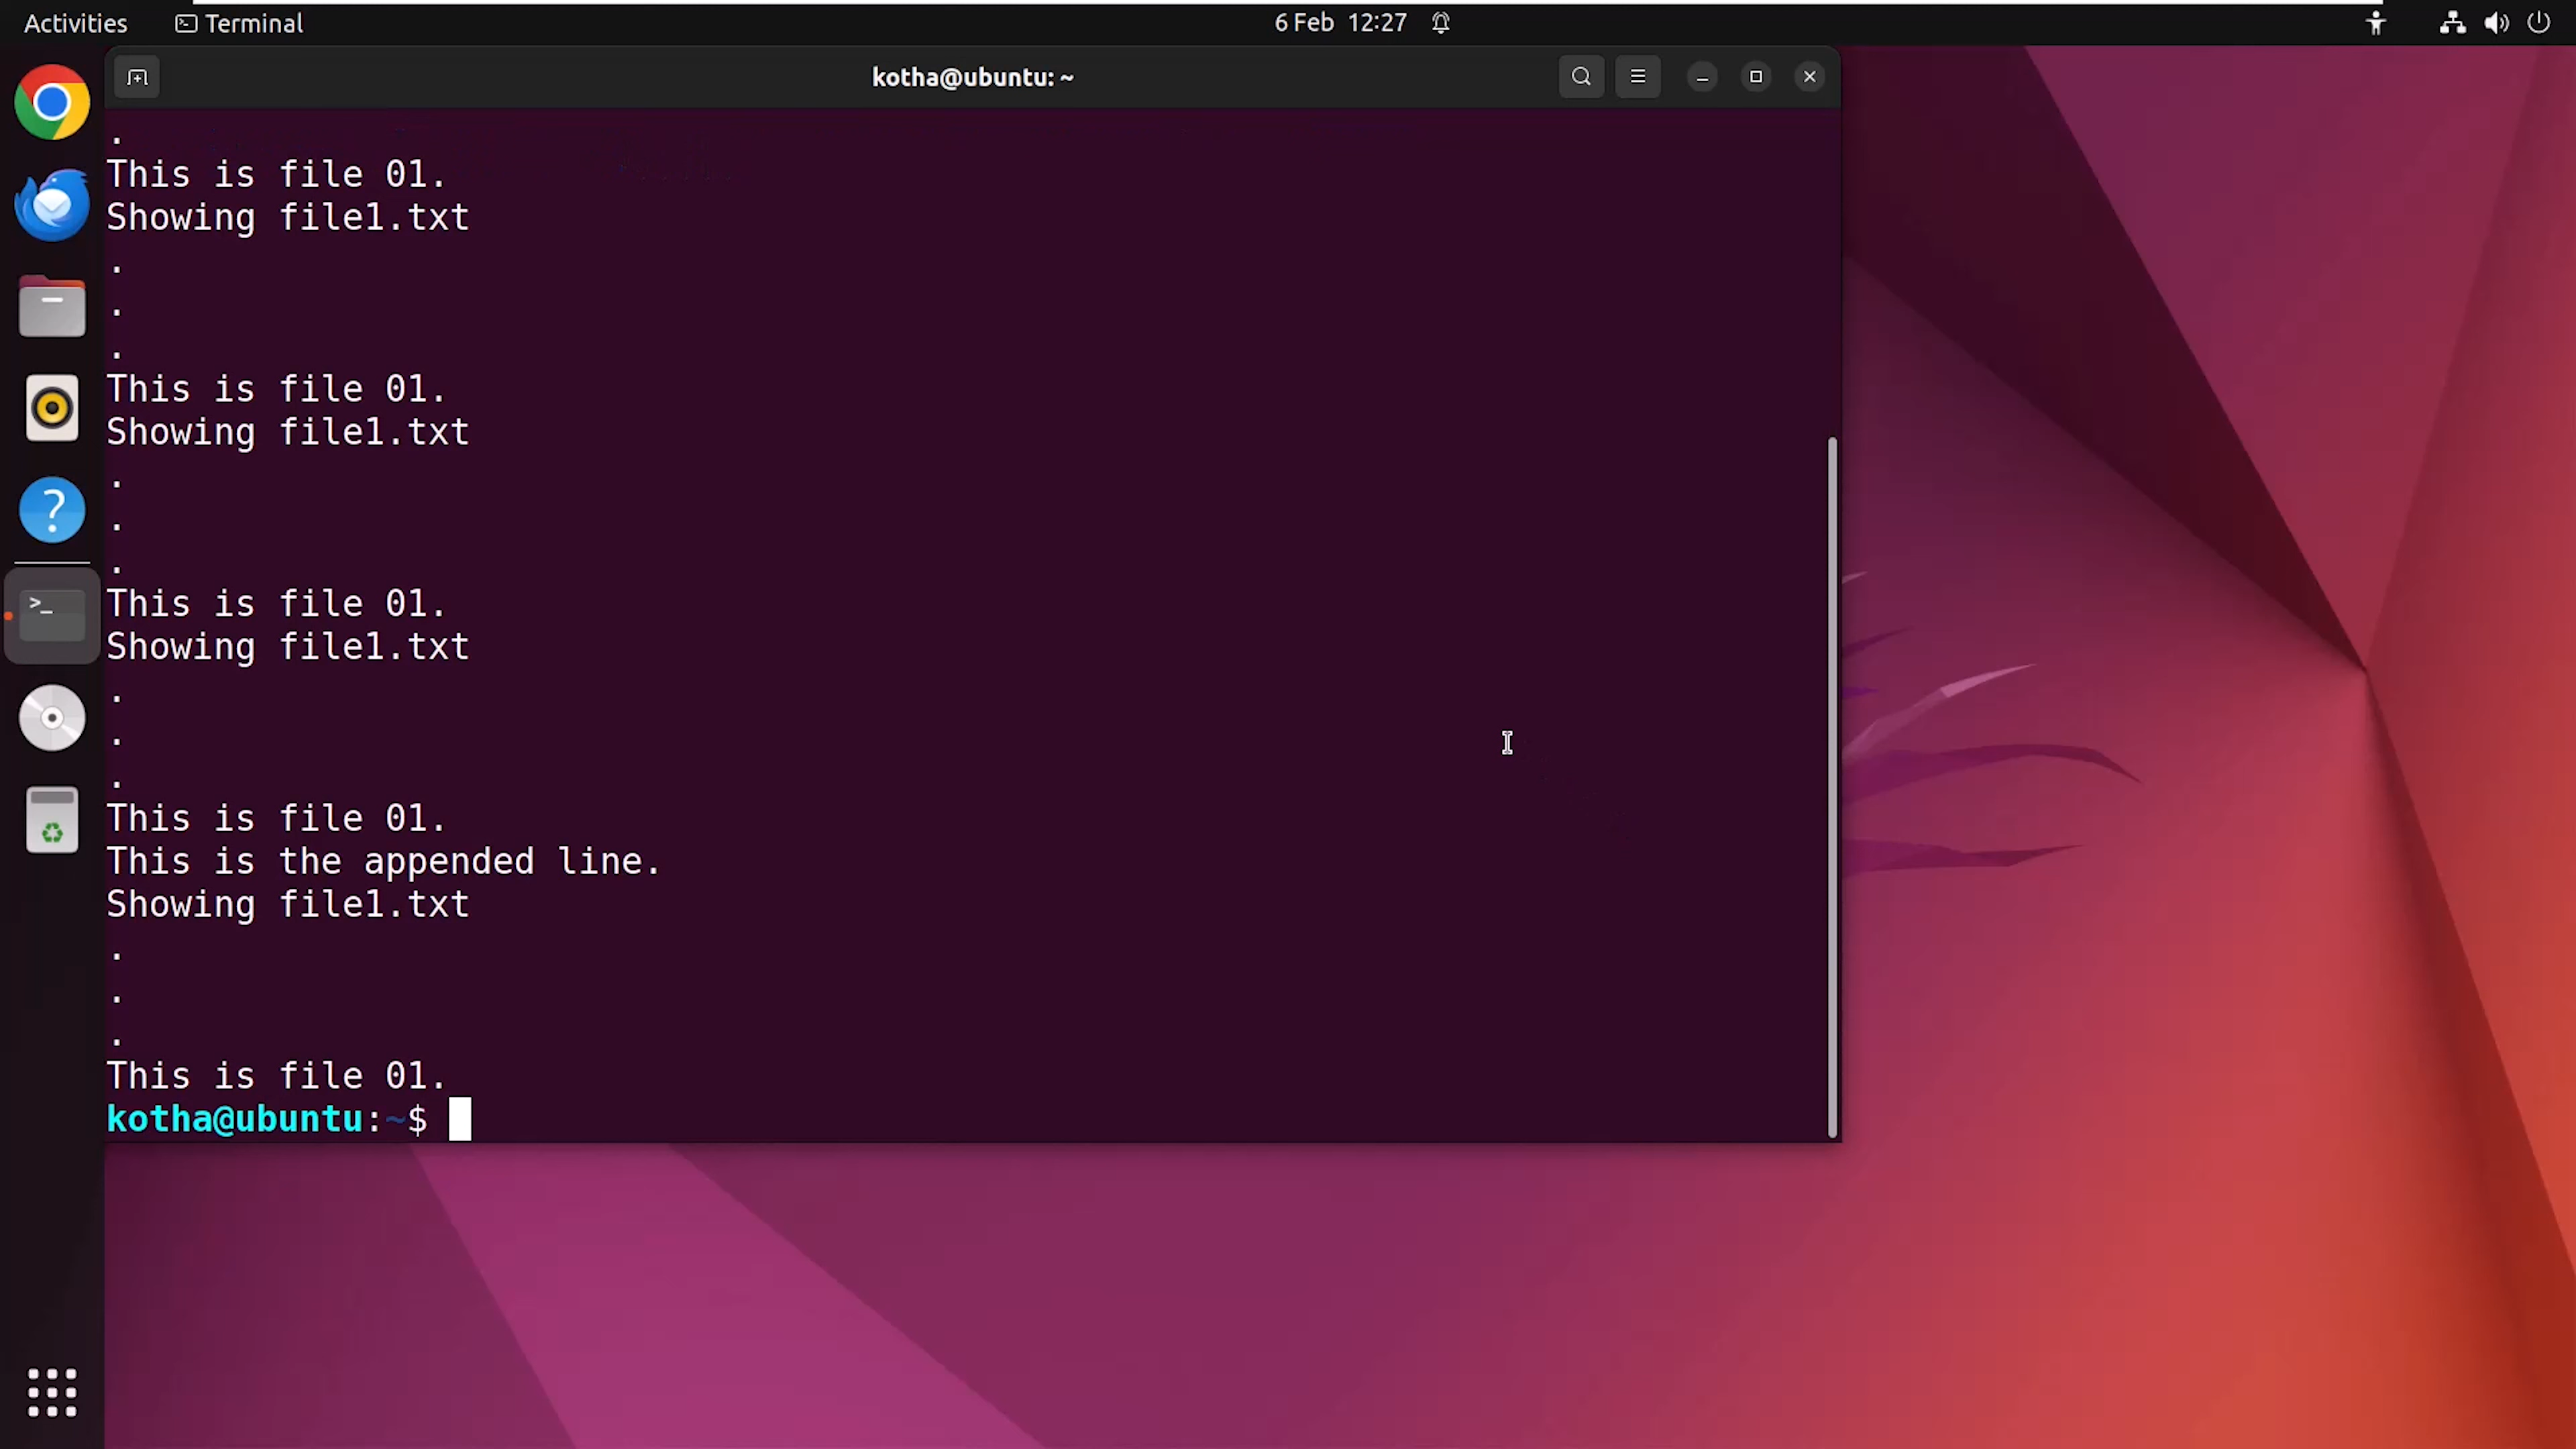 Activities
Terminal
6 Feb 12:27
kotha@ubuntu: ~
.
This is file 01.
Showing file1.txt
.
.
.
This is file 01.
Showing file1.txt
.
.
.
This is file 01.
Showing file1.txt
.
.
.
This is file 01.
This is the appended line.
Showing file1.txt
.
.
.
This is file 01.
kotha@ubuntu:~$